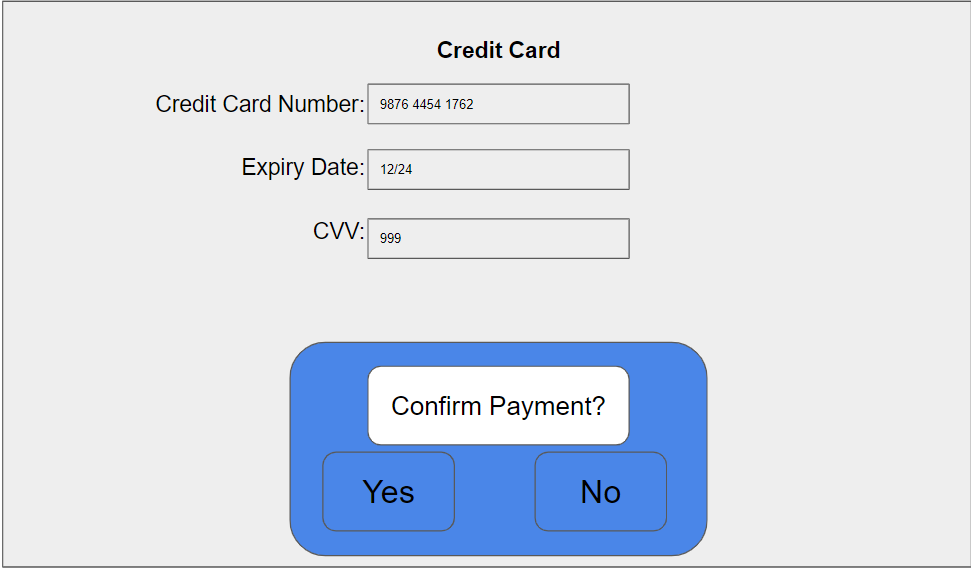 Credit Card
Credit Card Number: 9876 4454 1762
Expiry Date: 12/24
CVV: 999
Confirm Payment?
Yes No